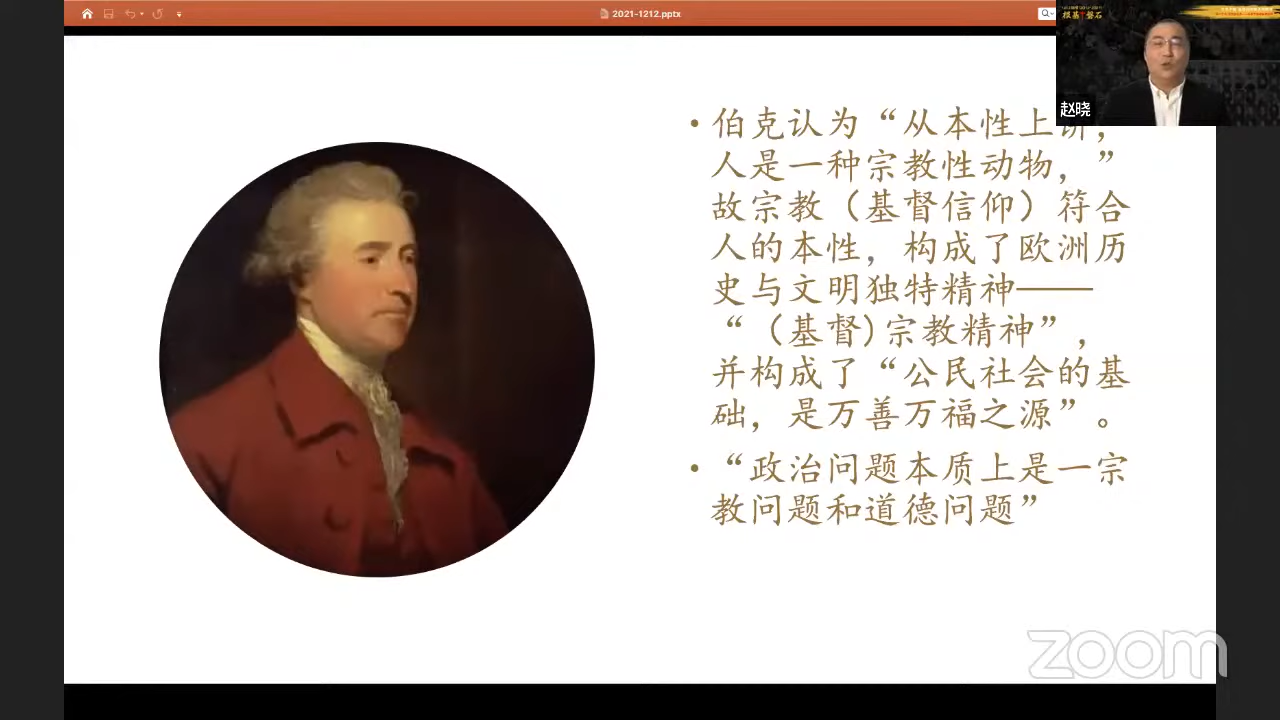 2021-1212.pptx
根基 磐石
赵晓
• 伯克认为“从本性上讲，
人是一种宗教性动物，”
故宗教（基督信仰）符合
人的本性，构成了欧洲历
史与文明独特精神——
“（基督)宗教精神”，
并构成了“公民社会的基
础，是万善万福之源”。
• “政治问题本质上是一宗
教问题和道德问题”
zoom